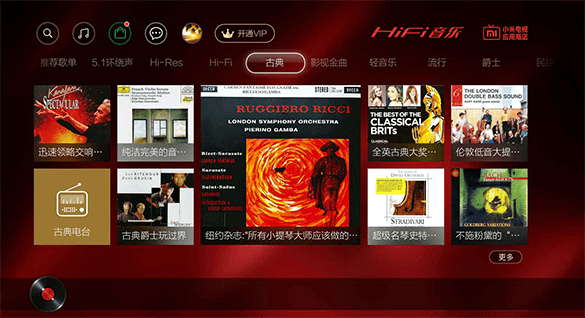 开通VIP
HiFi音乐
小米电视
应用商店
推荐歌单
5.1环绕声
Hi-Res
Hi-Fi
古典
影视金曲
轻音乐
流行
爵士
SPECTACULAR
迅速领略交响…
纯洁完美的音…
RUGGIERO RICCI
LONDON SYMPHONY ORCHESTRA
PIERINO GAMBA
Bizet-Sarasate
Sarasate
Saint-Saëns
纽约杂志:"所有小提琴大师应该做的…
THE BEST OF THE
CLASSICAL
BRITs
全英古典大奖…
THE LONDON
DOUBLE BASS SOUND
伦敦低音大提…
古典电台
LEE RITENOUR
DAVE GRUSIN
古典爵士玩过界
STRADIVARI
超级名琴史特…
GOLDBERG VARIATIONS
不施粉黛的“…
更多